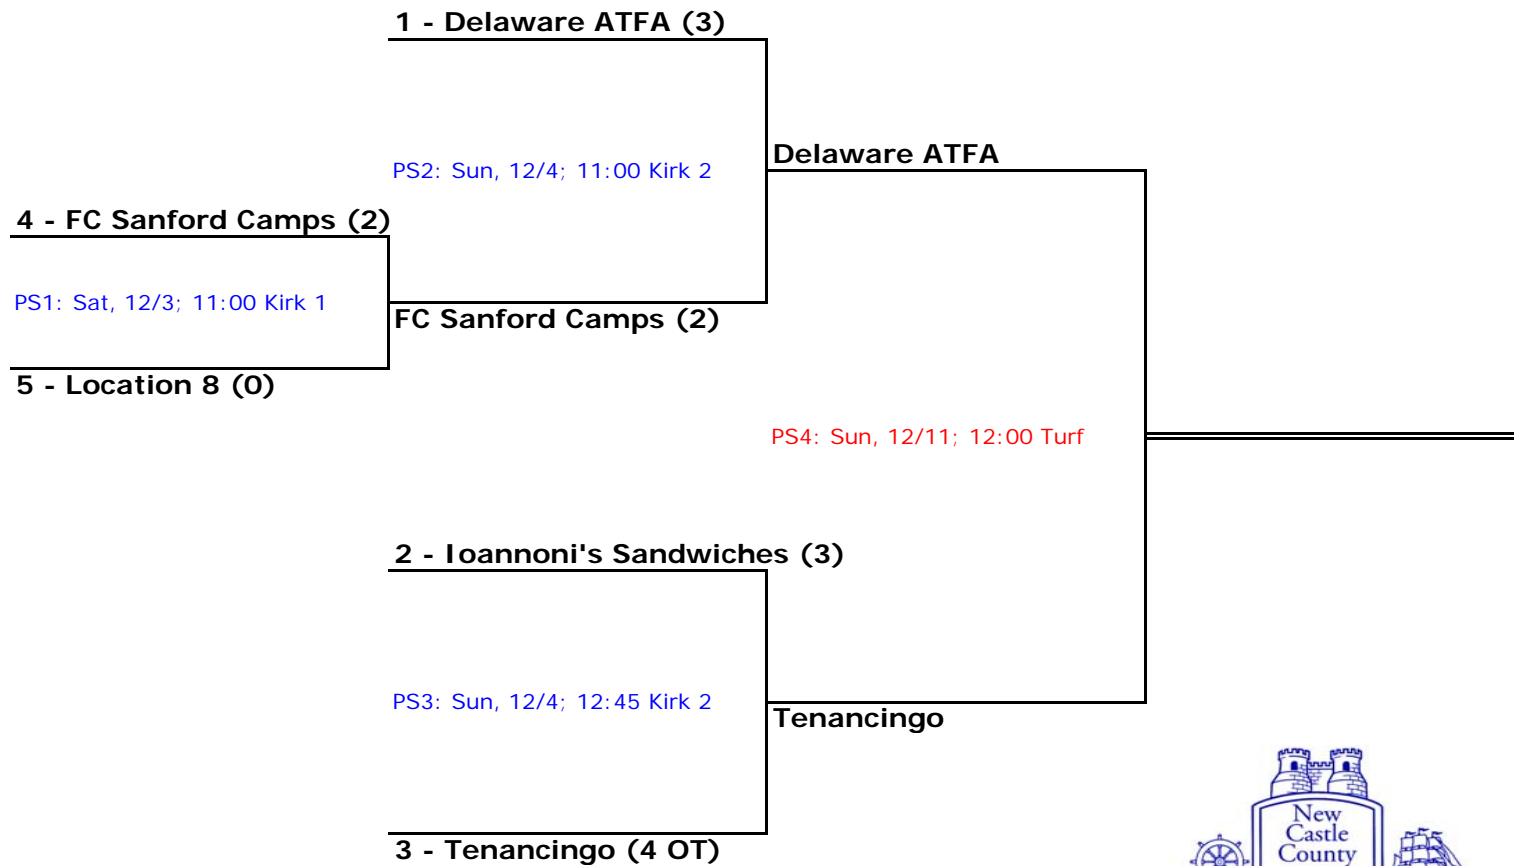 1 - Delaware ATFA (3)
PS2: Sun, 12/4; 11:00 Kirk 2
Delaware ATFA
4 - FC Sanford Camps (2)
PS1: Sat, 12/3; 11:00 Kirk 1
FC Sanford Camps (2)
5 - Location 8 (0)
PS4: Sun, 12/11; 12:00 Turf
2 - Ioannoni's Sandwiches (3)
PS3: Sun, 12/4; 12:45 Kirk 2
Tenancingo
3 - Tenancingo (4 OT)
New
Castle
County